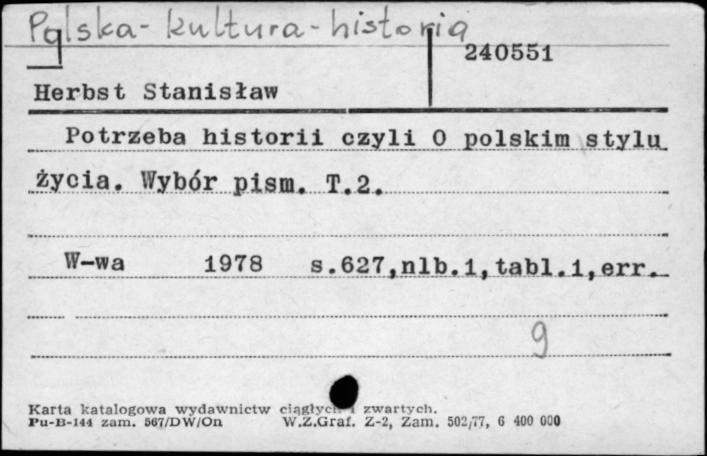 Polska - kultura - historia
240551
Herbst Stanisław
Potrzeba historii czyli O polskim stylu
życia. Wybór pism. T.2.
W-wa 1978 s.627,nlb.1,tabl.1,err.
9
Karta katalogowa wydawnictw ciągłych i zwartych.
Pu-B-144 zam. 567/DW/On W.Z.Graf. Z-2, Zam. 502/77, 6 400 000